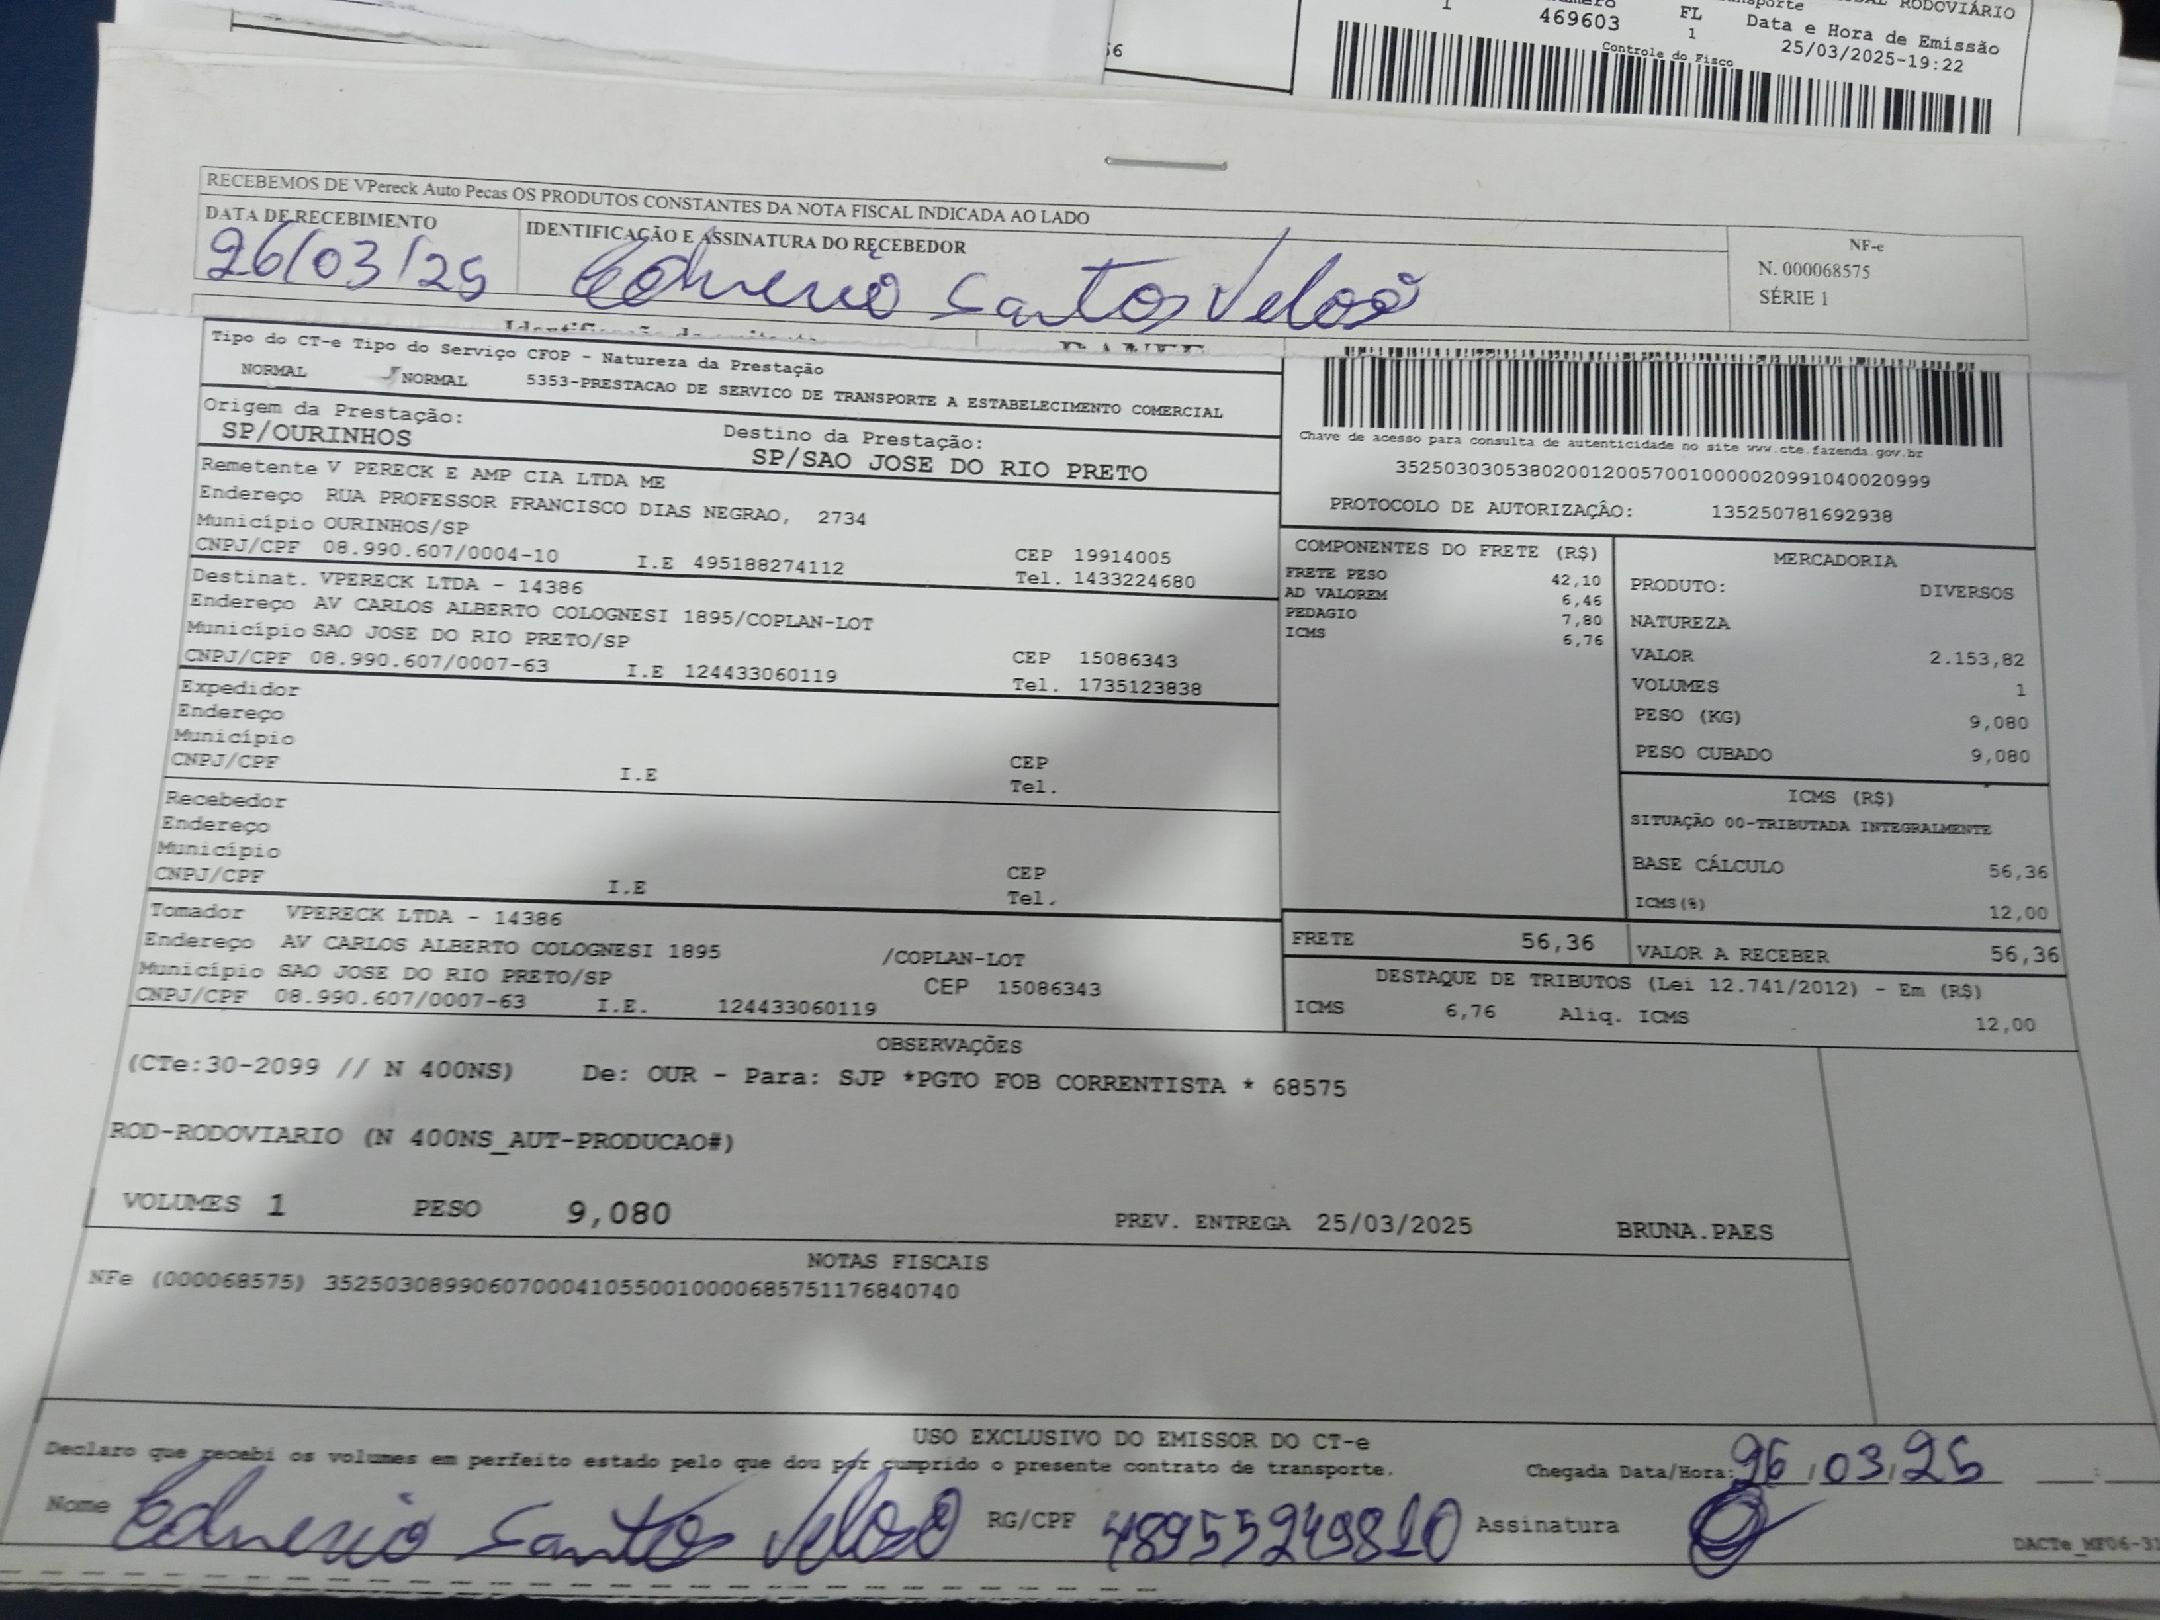 469603
FL
1
1
Data e Hora de Emissão
25/03/2025-19:22
RODOVIÁRIO
Controle do Fisco
RECEBEMOS DE VPereck Auto Pecas OS PRODUTOS CONSTANTES DA NOTA FISCAL INDICADA AO LADO
DATA DE RECEBIMENTO
26/03/25
IDENTIFICAÇÃO E ASSINATURA DO RECEBEDOR
Santos Veloso
NF-e
N. 000068575
SÉRIE 1
Tipo do CT-e Tipo do Serviço CFOP - Natureza da Prestação
NORMAL NORMAL 5353-PRESTACAO DE SERVICO DE TRANSPORTE A ESTABELECIMENTO COMERCIAL
Origem da Prestação:
SP/OURINHOS
Destino da Prestação:
SP/SAO JOSE DO RIO PRETO
Chave de acesso para consulta de autenticidade no site www.cte.fazenda.gov.br
35250303053802001200570010000020991040020999
PROTOCOLO DE AUTORIZAÇÂO: 135250781692938
Remetente V PERECK E AMP CIA LTDA ME
Endereço RUA PROFESSOR FRANCISCO DIAS NEGRAO, 2734
Município OURINHOS/SP
CEP 19914005
CNPJ/CPF 08.990.607/0004-10 I.E 495188274112 Tel. 1433224680
Destinat. VPERECK LTDA - 14386
Endereço AV CARLOS ALBERTO COLOGNESI 1895/COPLAN-LOT
Município SAO JOSE DO RIO PRETO/SP
CEP 15086343
CNPJ/CPF 08.990.607/0007-63 I.E 124433060119 Tel. 1735123838
Expedidor
Endereço
Município
CEP
CNPJ/CPF I.E Tel.
Recebedor
Endereço
Município
CEP
CNPJ/CPF I.E Tel.
Tomador VPERECK LTDA - 14386
Endereço AV CARLOS ALBERTO COLOGNESI 1895 /COPLAN-LOT
Município SAO JOSE DO RIO PRETO/SP CEP 15086343
CNPJ/CPF 08.990.607/0007-63 I.E. 124433060119
COMPONENTES DO FRETE (R$)
FRETE PESO 42,10
AD VALOREM 6,46
PEDAGIO 7,80
ICMS 6,76
MERCADORIA
PRODUTO: DIVERSOS
NATUREZA
VALOR 2.153,82
VOLUMES 1
PESO (KG) 9,080
PESO CUBADO 9,080
ICMS (R$)
SITUAÇÃO 00-TRIBUTADA INTEGRALMENTE
BASE CÁLCULO 56,36
ICMS(%) 12,00
FRETE 56,36
VALOR A RECEBER 56,36
DESTAQUE DE TRIBUTOS (Lei 12.741/2012) - Em (R$)
ICMS 6,76 Aliq. ICMS 12,00
OBSERVAÇÕES
(CTe:30-2099 // N 400NS) De: OUR - Para: SJP *PGTO FOB CORRENTISTA * 68575
ROD-RODOVIARIO (N 400NS_AUT-PRODUCAO#)
VOLUMES 1 PESO 9,080 PREV. ENTREGA 25/03/2025 BRUNA.PAES
NOTAS FISCAIS
NFe (000068575) 35250308990607000410550010000685751176840740
USO EXCLUSIVO DO EMISSOR DO CT-e
Declaro que recebi os volumes em perfeito estado pelo que dou por cumprido o presente contrato de transporte.
Chegada Data/Hora: 26/03/25 :
Nome Santos Veloso RG/CPF 48955249810 Assinatura